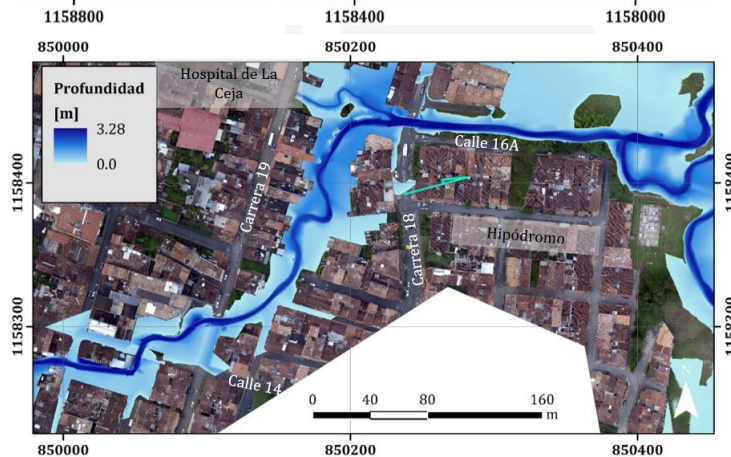 1158800
1158400
1158000
850000
850200
850400
Profundidad
[m]
3.28
0.0
Hospital de La
Ceja
Calle 16A
1158400
1158400
Carrera 19
Carrera 18
Hipódromo
1158300
1158300
Calle 14
N
0
40
80
160
m
850000
850200
850400